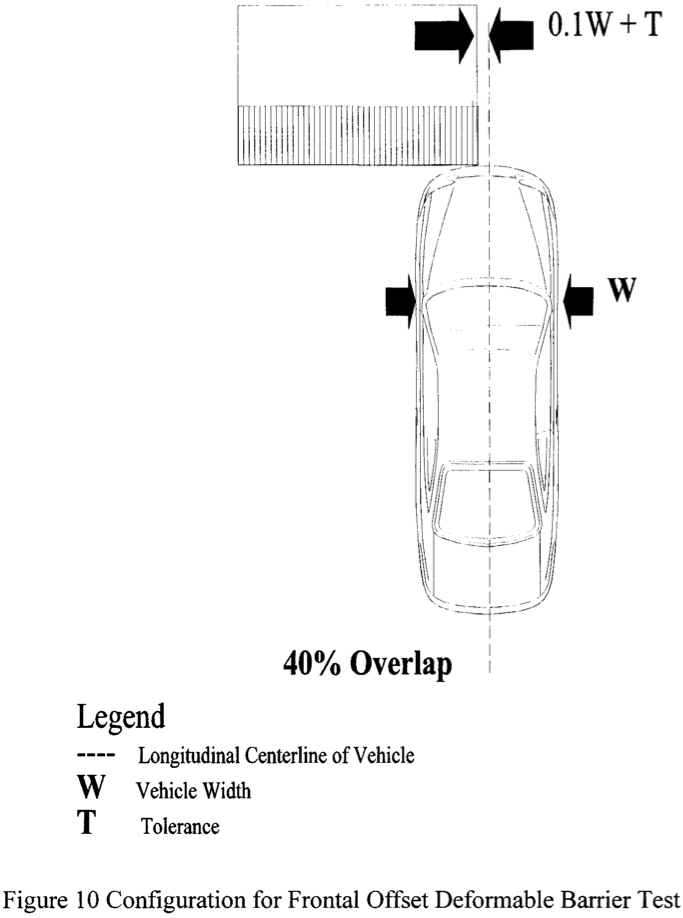 0.1W + T
W
40% Overlap
Legend
---- Longitudinal Centerline of Vehicle
W Vehicle Width
T Tolerance
Figure 10 Configuration for Frontal Offset Deformable Barrier Test